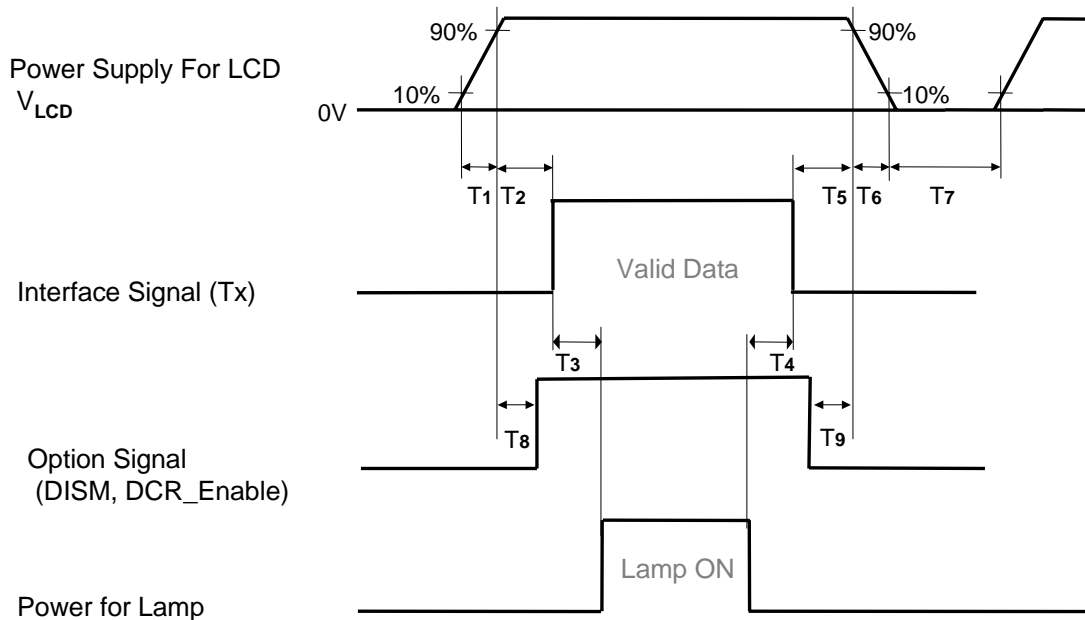 90%
90%
Power Supply For LCD
VLCD
10%
10%
0V
T1 T2 T5 T6 T7
Valid Data
Interface Signal (Tx)
T3 T4
T8 T9
Option Signal
(DISM, DCR_Enable)
Lamp ON
Power for Lamp